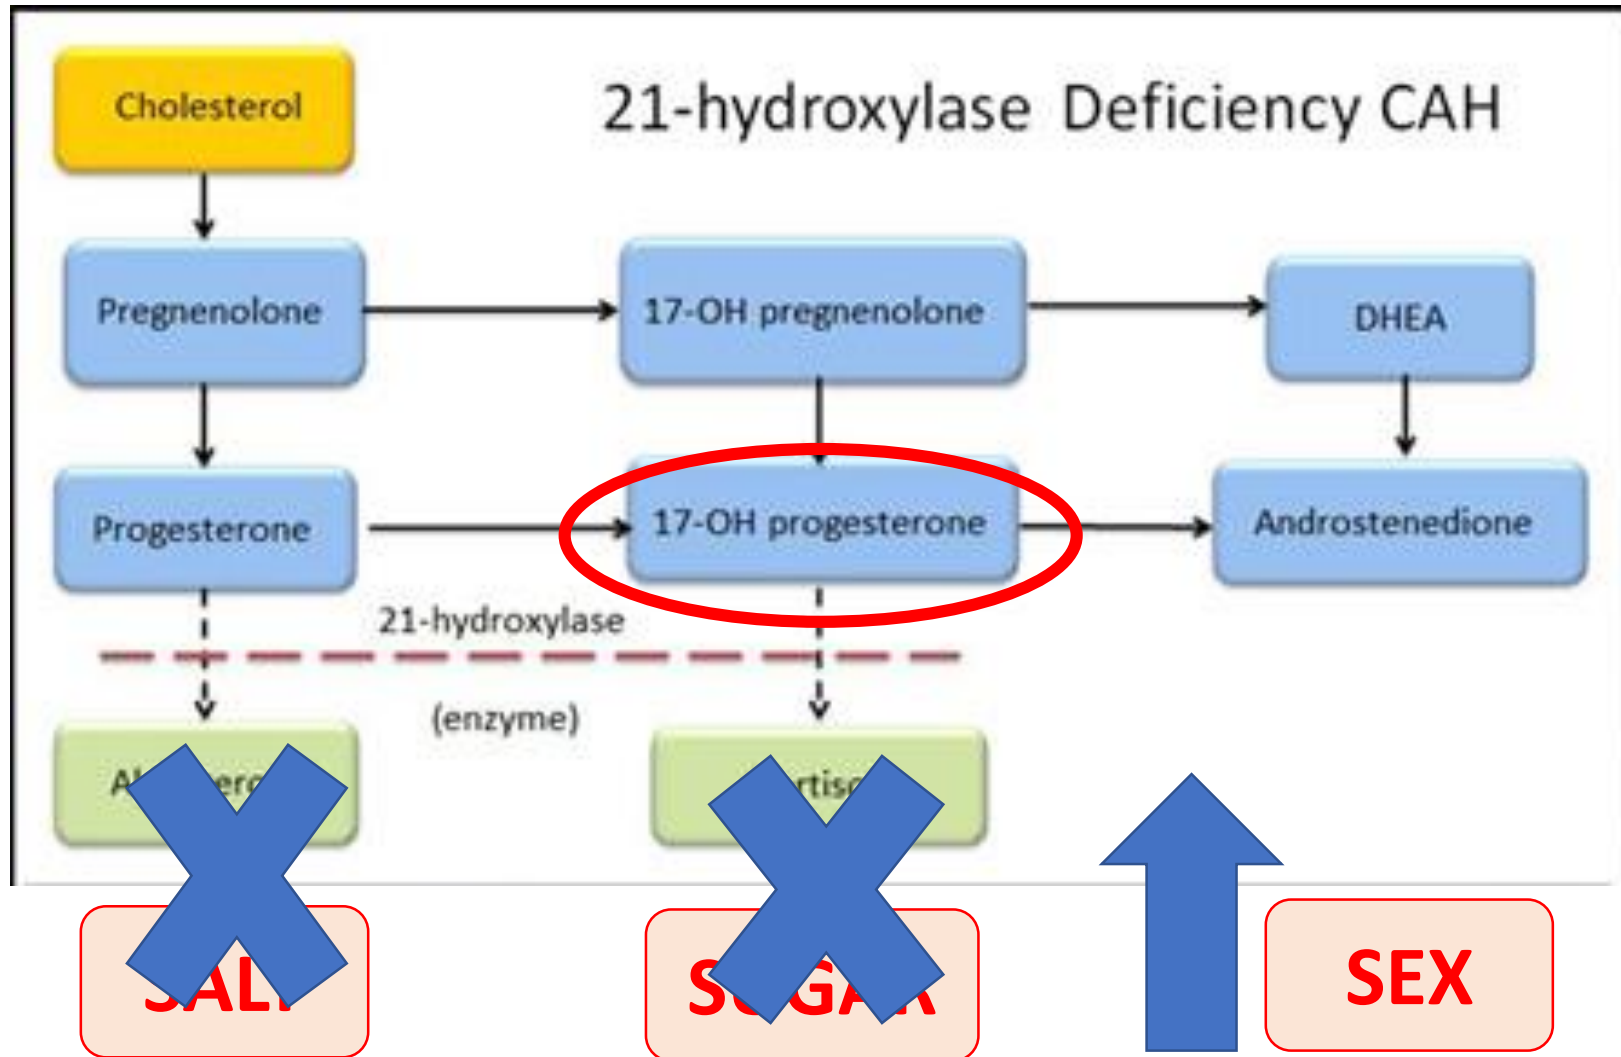 Cholesterol
21-hydroxylase Deficiency CAH
Pregnenolone
17-OH pregnenolone
DHEA
Progesterone
17-OH progesterone
Androstenedione
21-hydroxylase
(enzyme)
SEX